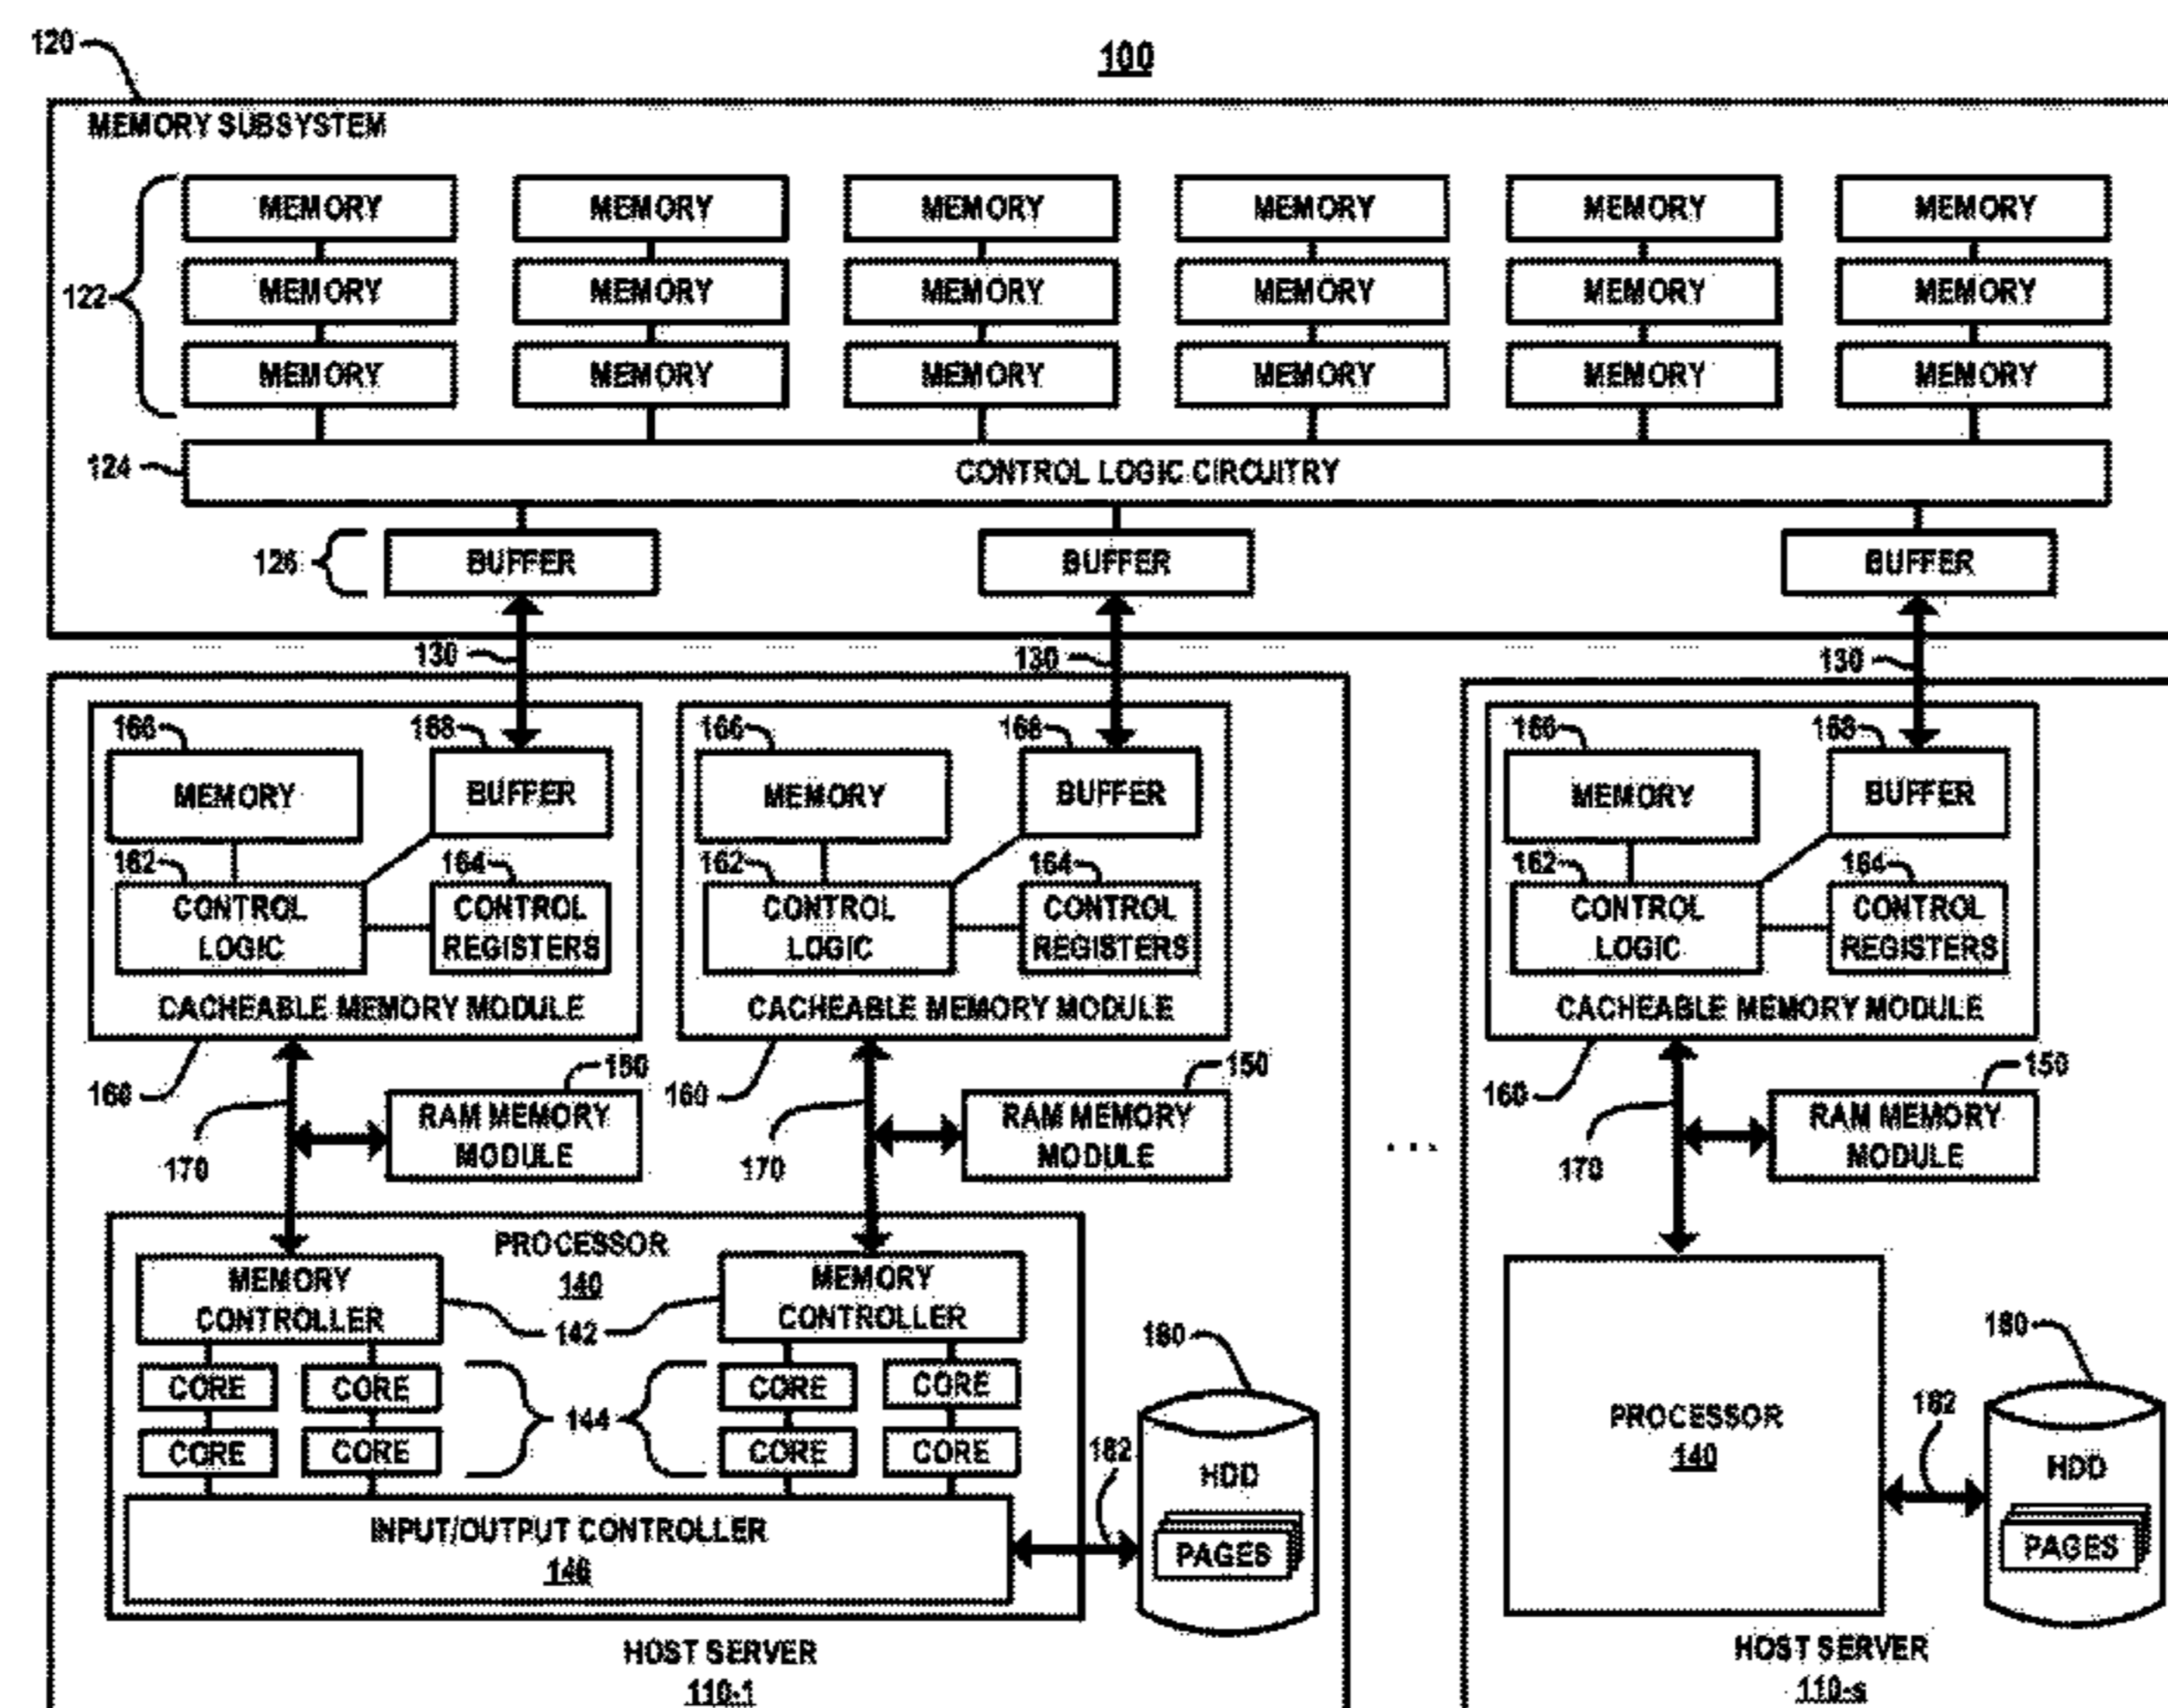 120
100
MEMORY SUBSYSTEM
MEMORY MEMORY MEMORY MEMORY MEMORY MEMORY
122 MEMORY MEMORY MEMORY MEMORY MEMORY MEMORY
MEMORY MEMORY MEMORY MEMORY MEMORY MEMORY
124 CONTROL LOGIC CIRCUITRY
126 BUFFER BUFFER BUFFER
130 130 130
166 168 166 168 166 168
MEMORY BUFFER MEMORY BUFFER MEMORY BUFFER
162 164 162 164 162 164
CONTROL CONTROL CONTROL CONTROL CONTROL CONTROL
LOGIC REGISTERS LOGIC REGISTERS LOGIC REGISTERS
CACHEABLE MEMORY MODULE CACHEABLE MEMORY MODULE CACHEABLE MEMORY MODULE
160 150 160 150 160 150
RAM MEMORY RAM MEMORY RAM MEMORY
MODULE MODULE ... MODULE
170 170 170
PROCESSOR
140
MEMORY MEMORY
CONTROLLER CONTROLLER
142
180 180
CORE CORE CORE CORE
144
CORE CORE CORE CORE
PROCESSOR
140
182 182
HDD HDD
INPUT/OUTPUT CONTROLLER
146
PAGES PAGES
HOST SERVER HOST SERVER
110-1 110-s